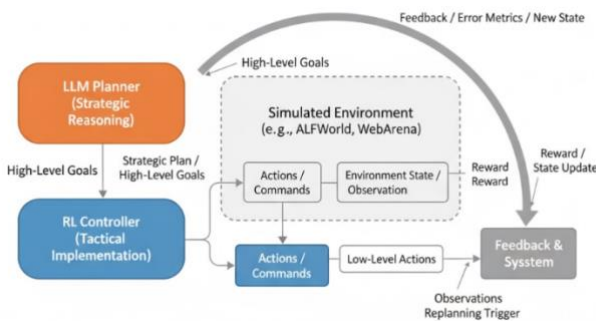 Feedback / Error Metrics / New State
High-Level Goals
LLM Planner
(Strategic
Reasoning)
Simulated Environment
(e.g., ALFWorld, WebArena)
High-Level Goals
Strategic Plan /
High-Level Goals
Actions /
Commands
Environment State /
Observation
Reward
Reward
Reward /
State Update
RL Controller
(Tactical
Implementation)
Actions /
Commands
Low-Level Actions
Feedback &
Sysstem
Observations
Replanning Trigger